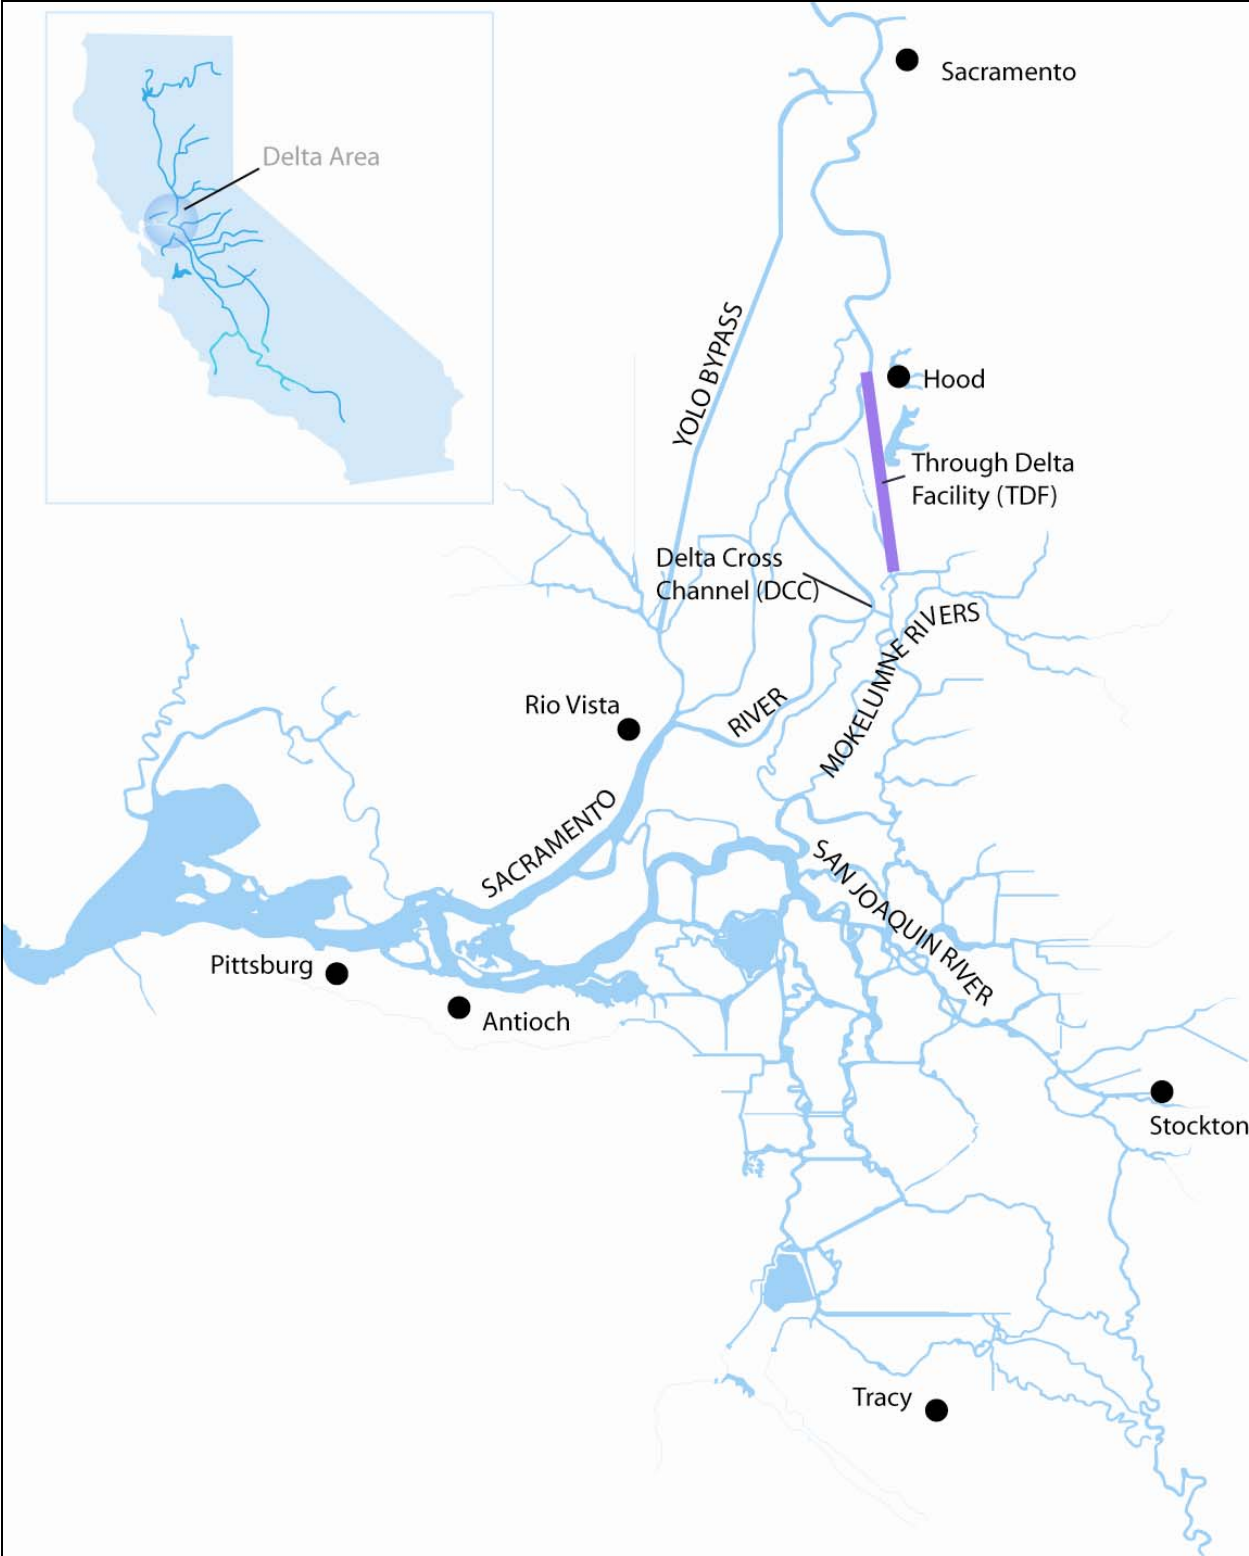 Sacramento
Delta Area
YOLO BYPASS
Hood
Through Delta
Facility (TDF)
Delta Cross
Channel (DCC)
MOKELUMNE RIVERS
Rio Vista
RIVER
SACRAMENTO
SAN JOAQUIN RIVER
Pittsburg
Antioch
Stockton
Tracy